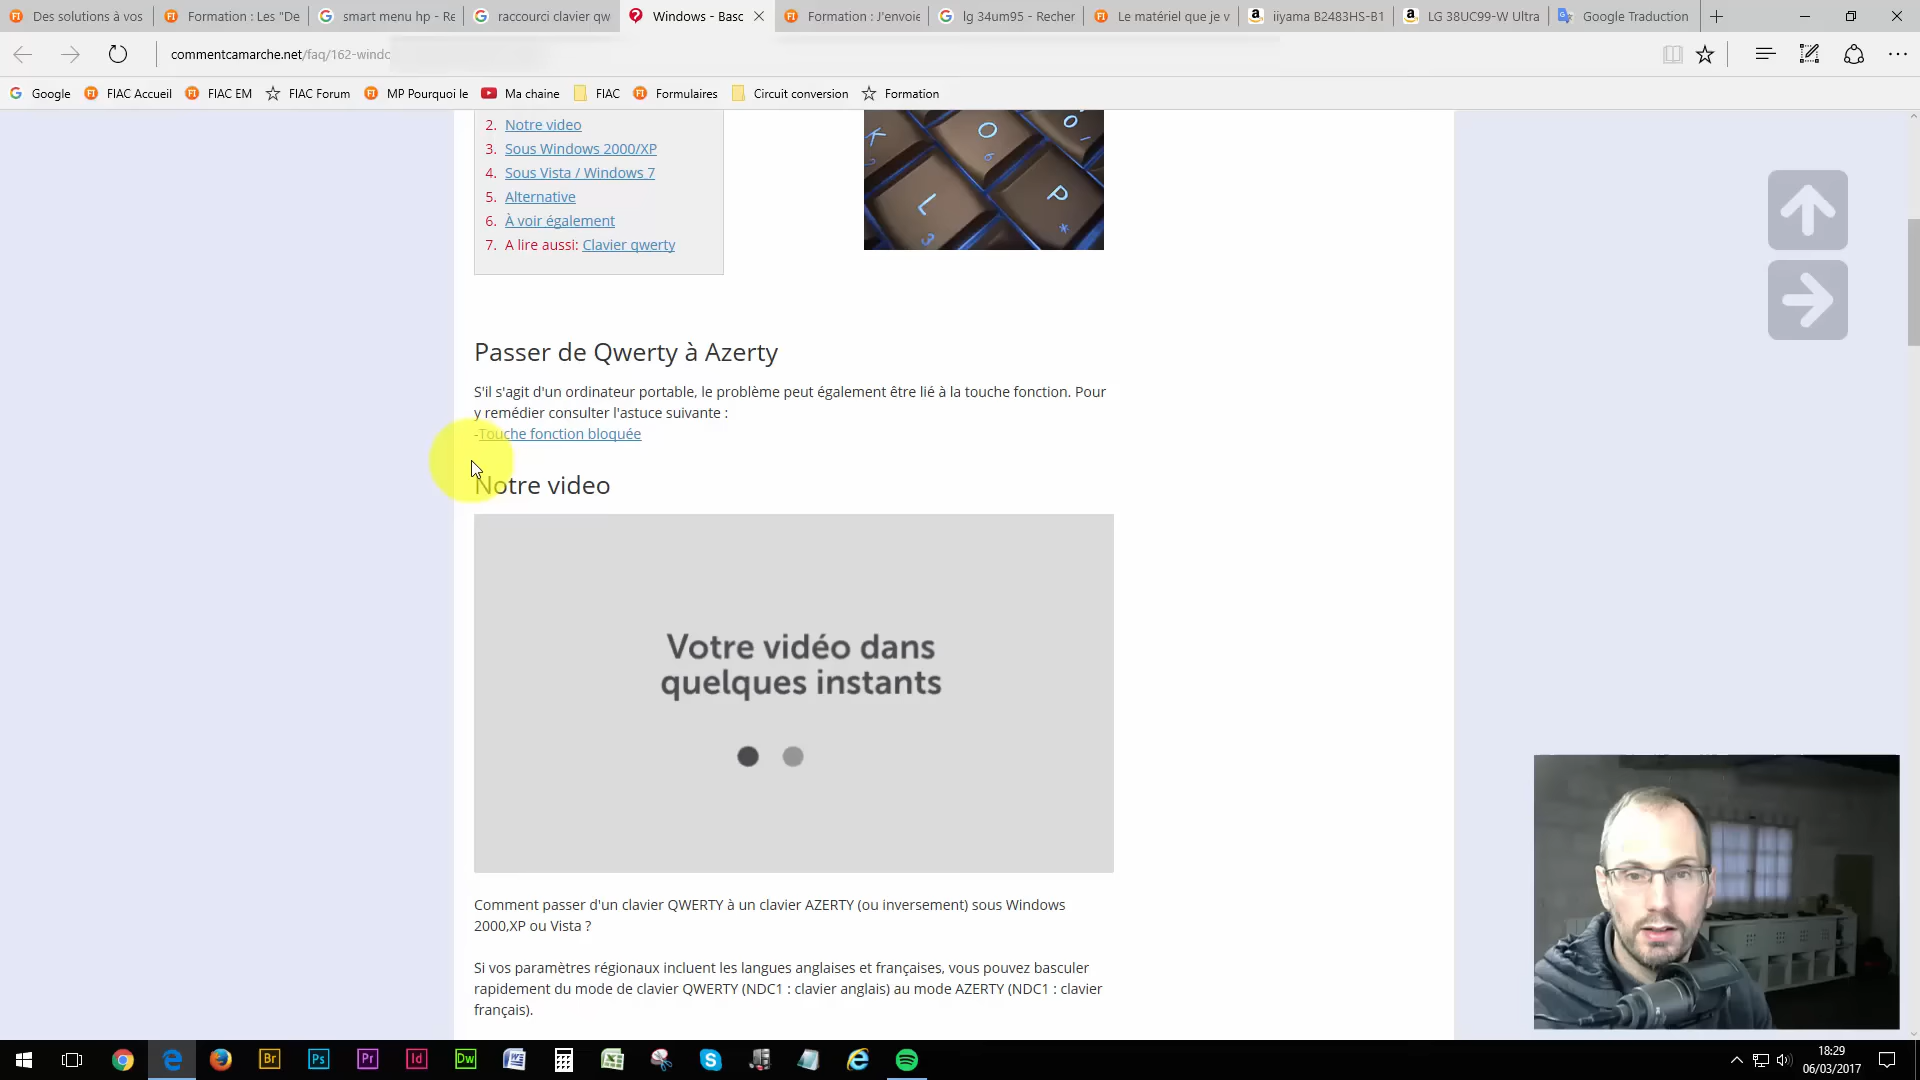 Des solutions à vos
Formation : Les "De
smart menu hp - Re
raccourci clavier qw
Windows - Basc
Formation : J'envoie
lg 34um95 - Recher
Le matériel que je v
iiyama B2483HS-B1
LG 38UC99-W Ultra
Google Traduction
commentcamarche.net/faq/162-windo
Google
FIAC Accueil
FIAC EM
FIAC Forum
MP Pourquoi le
Ma chaine
FIAC
Formulaires
Circuit conversion
Formation
2. Notre video
3. Sous Windows 2000/XP
4. Sous Vista / Windows 7
5. Alternative
6. À voir également
7. A lire aussi: Clavier qwerty
K
O
6
L
3
P
*
Passer de Qwerty à Azerty
S'il s'agit d'un ordinateur portable, le problème peut également être lié à la touche fonction. Pour
y remédier consulter l'astuce suivante :
-Touche fonction bloquée
Notre video
Votre vidéo dans
quelques instants
Comment passer d'un clavier QWERTY à un clavier AZERTY (ou inversement) sous Windows
2000,XP ou Vista ?
Si vos paramètres régionaux incluent les langues anglaises et françaises, vous pouvez basculer
rapidement du mode de clavier QWERTY (NDC1 : clavier anglais) au mode AZERTY (NDC1 : clavier
français).
Br
Ps
Pr
Id
Dw
18:29
06/03/2017